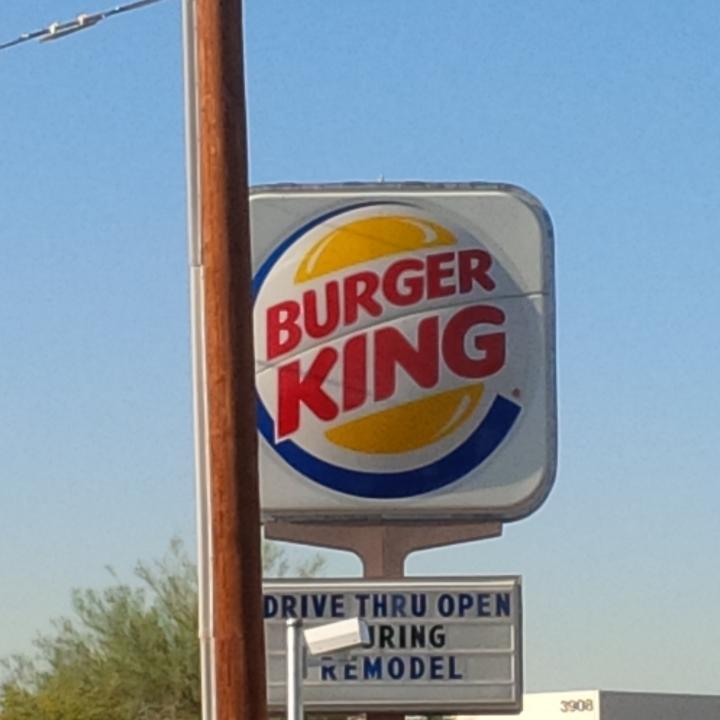 BURGER
KING
DRIVE THRU OPEN
URING
REMODEL
3908